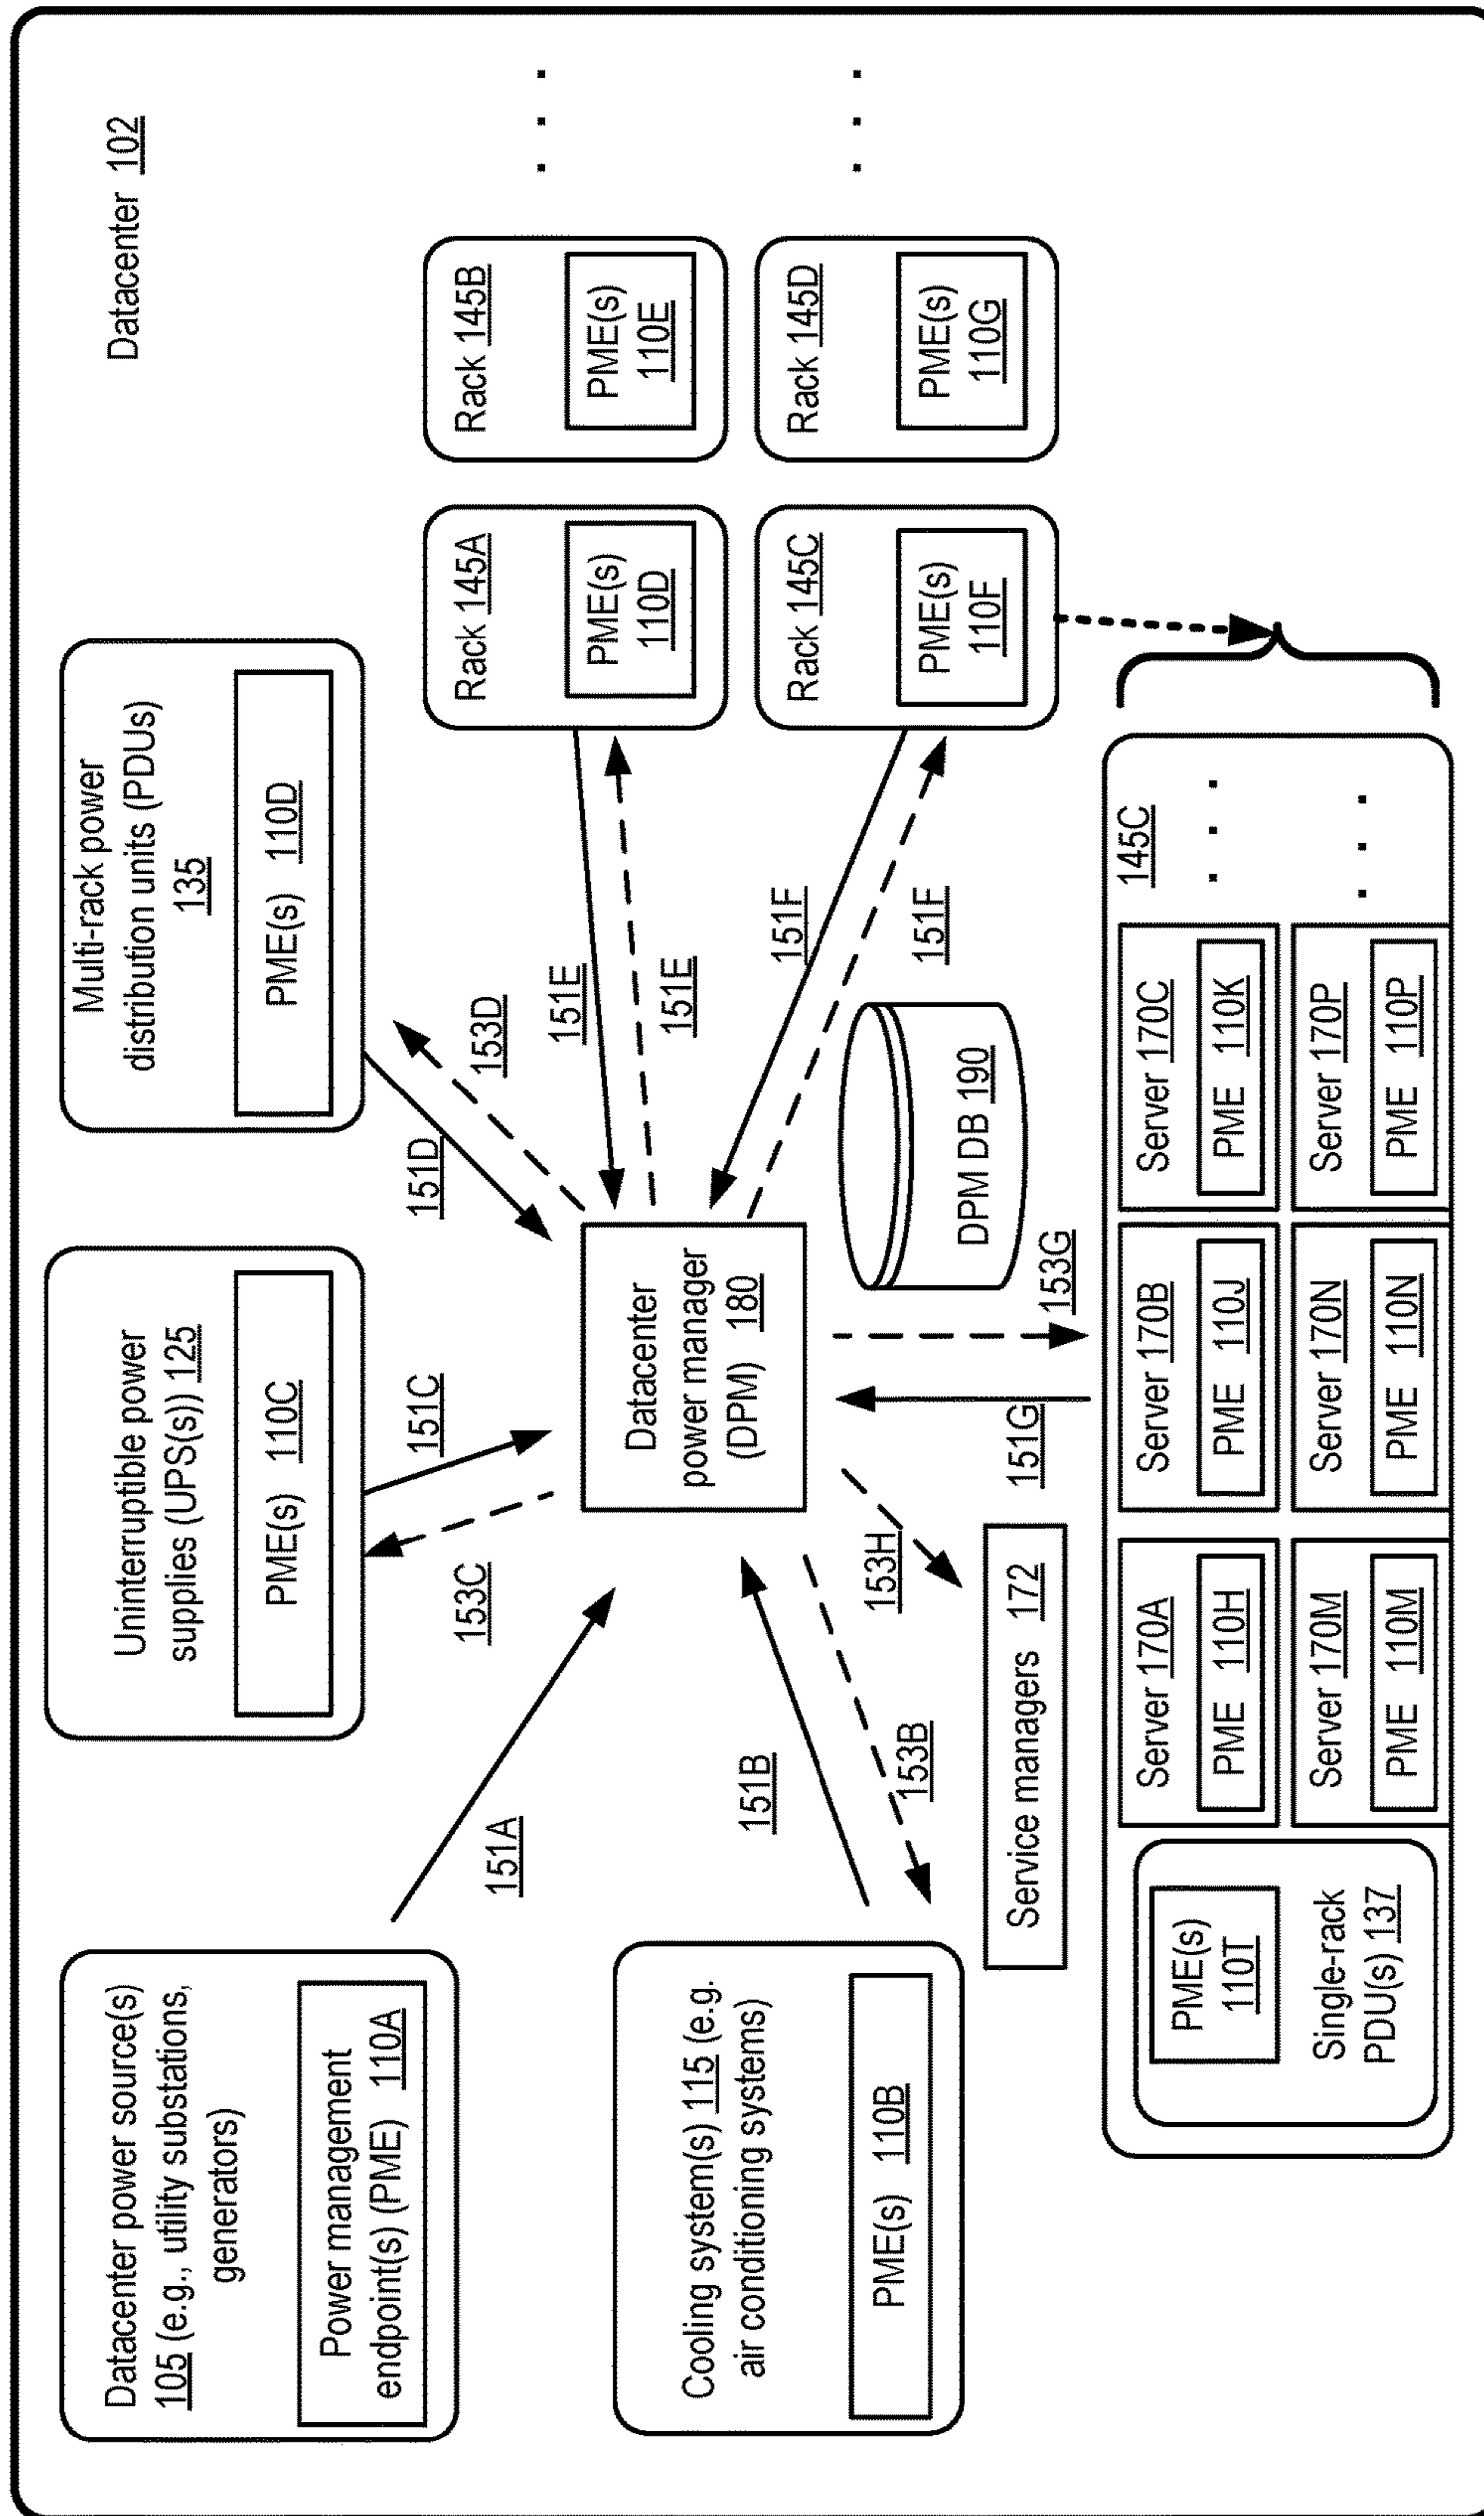 Datacenter 102
Datacenter power source(s)
105 (e.g., utility substations,
generators)
Power management
endpoint(s) (PME) 110A
Uninterruptible power
supplies (UPS(s)) 125
PME(s) 110C
Multi-rack power
distribution units (PDUs)
135
PME(s) 110D
151A
153C
151C
151D
153D
Cooling system(s) 115 (e.g.
air conditioning systems)
PME(s) 110B
151B
153B
Datacenter
power manager
(DPM) 180
151E
151E
151F
151F
Rack 145A
PME(s)
110D
Rack 145B
PME(s)
110E
Rack 145C
PME(s)
110F
Rack 145D
PME(s)
110G
DPM DB 190
153H
Service managers 172
151G
153G
145C
PME(s)
110T
Single-rack
PDU(s) 137
Server 170A
PME 110H
Server 170B
PME 110J
Server 170C
PME 110K
Server 170M
PME 110M
Server 170N
PME 110N
Server 170P
PME 110P